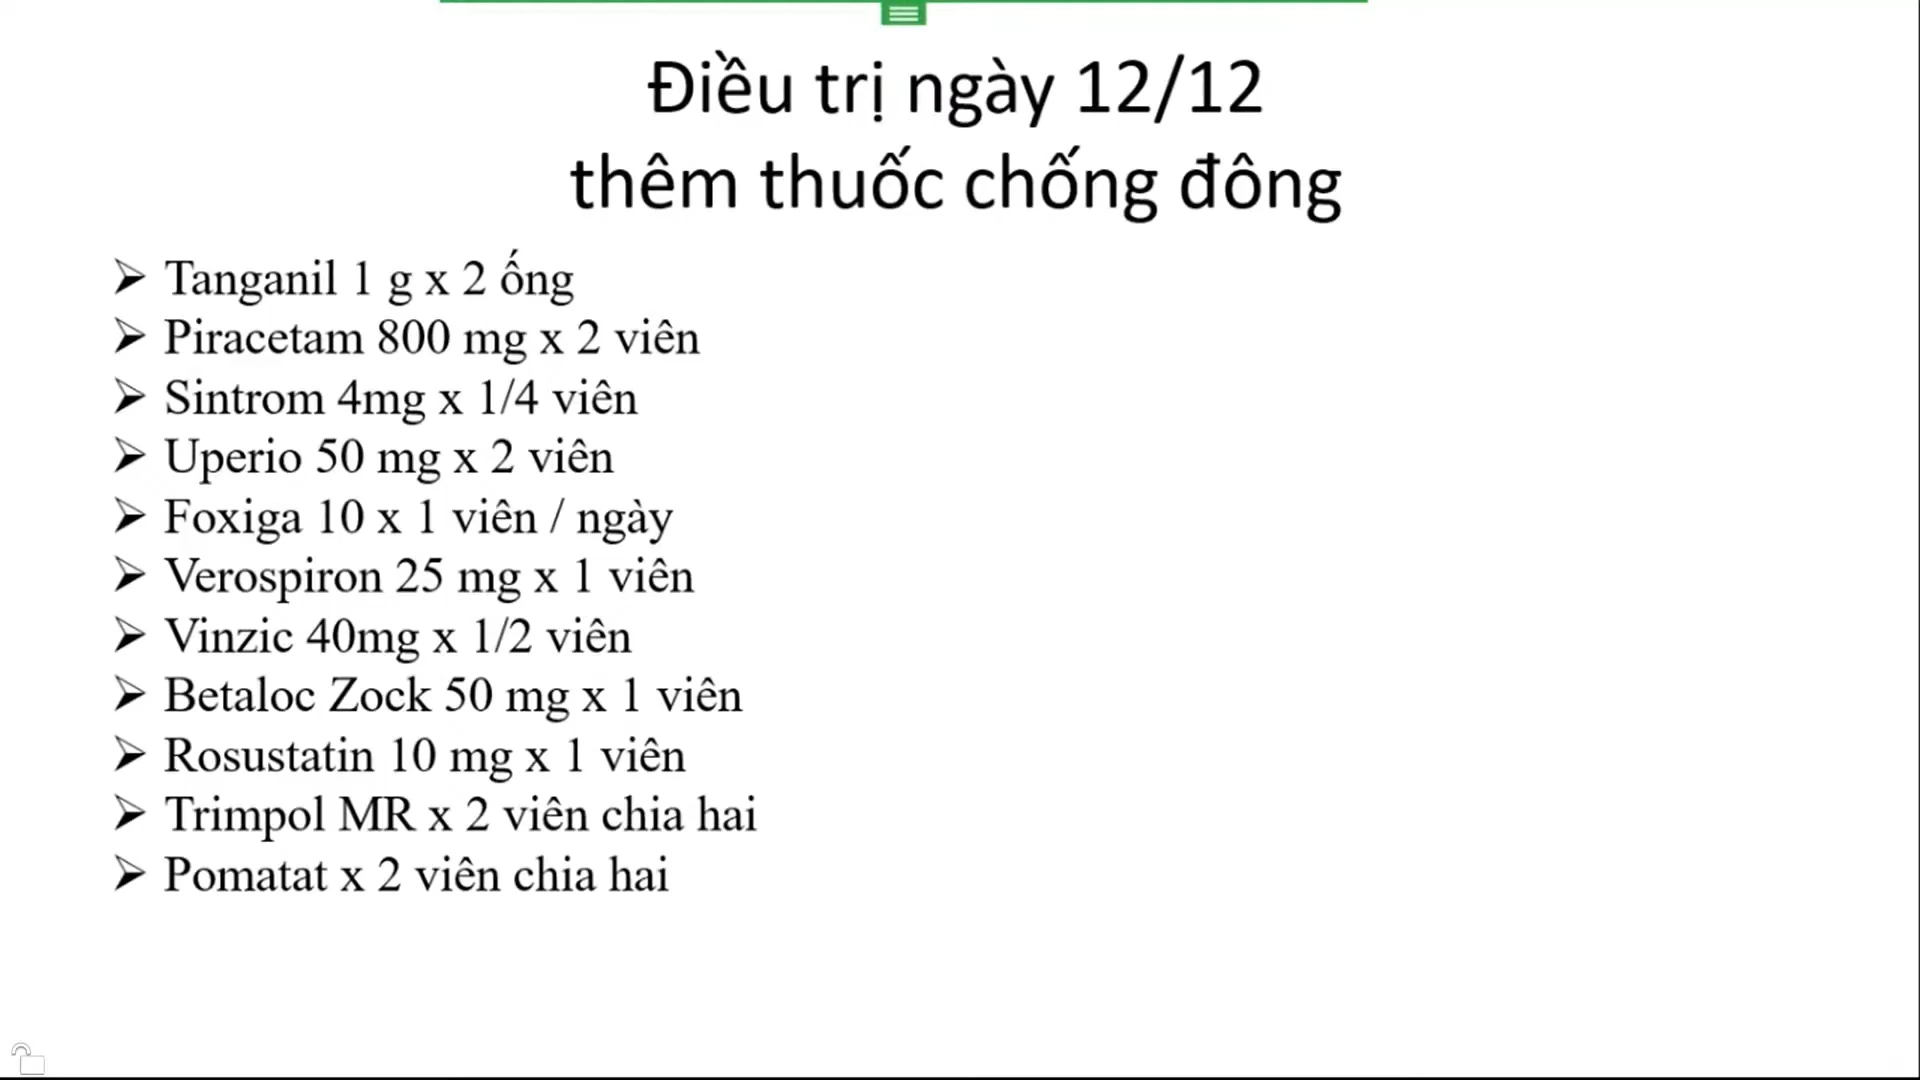 Điều trị ngày 12/12
thêm thuốc chống đông
Tanganil 1 g x 2 ống
Piracetam 800 mg x 2 viên
Sintrom 4mg x 1/4 viên
Uperio 50 mg x 2 viên
Foxiga 10 x 1 viên / ngày
Verospiron 25 mg x 1 viên
Vinzic 40mg x 1/2 viên
Betaloc Zock 50 mg x 1 viên
Rosustatin 10 mg x 1 viên
Trimpol MR x 2 viên chia hai
Pomatat x 2 viên chia hai